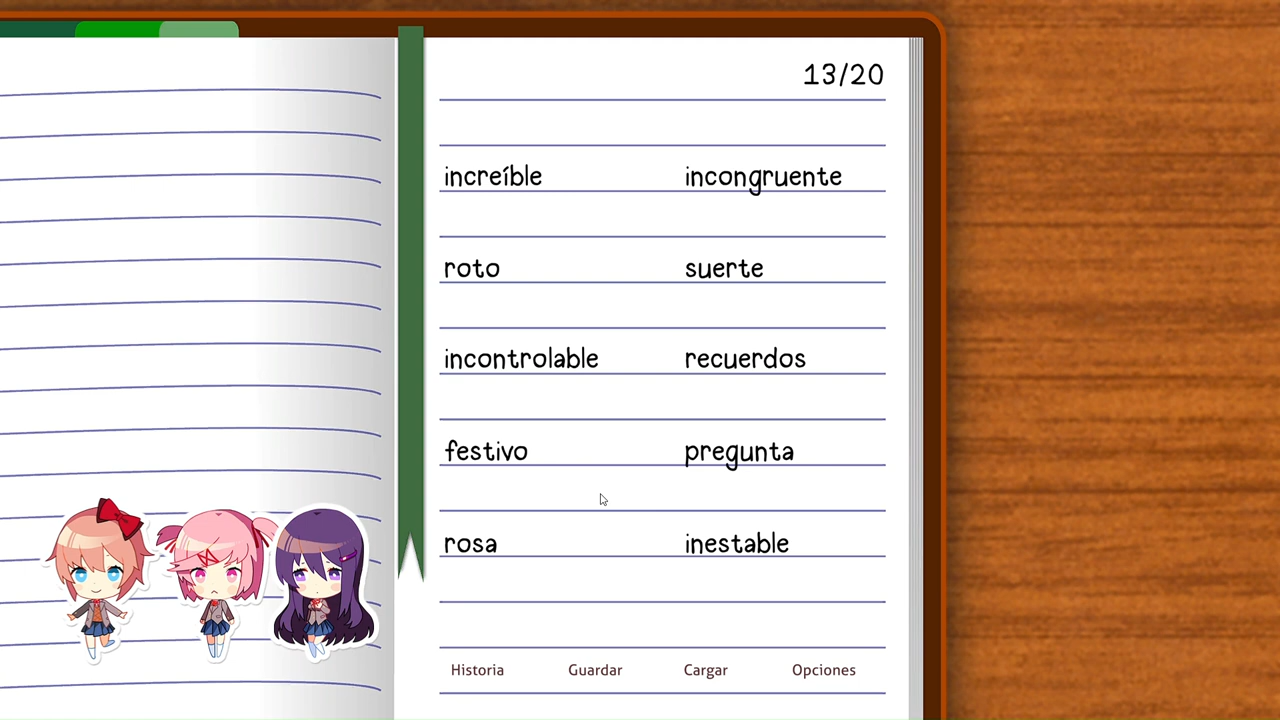 13/20
increíble incongruente
roto suerte
incontrolable recuerdos
festivo pregunta
rosa inestable
Historia Guardar Cargar Opciones